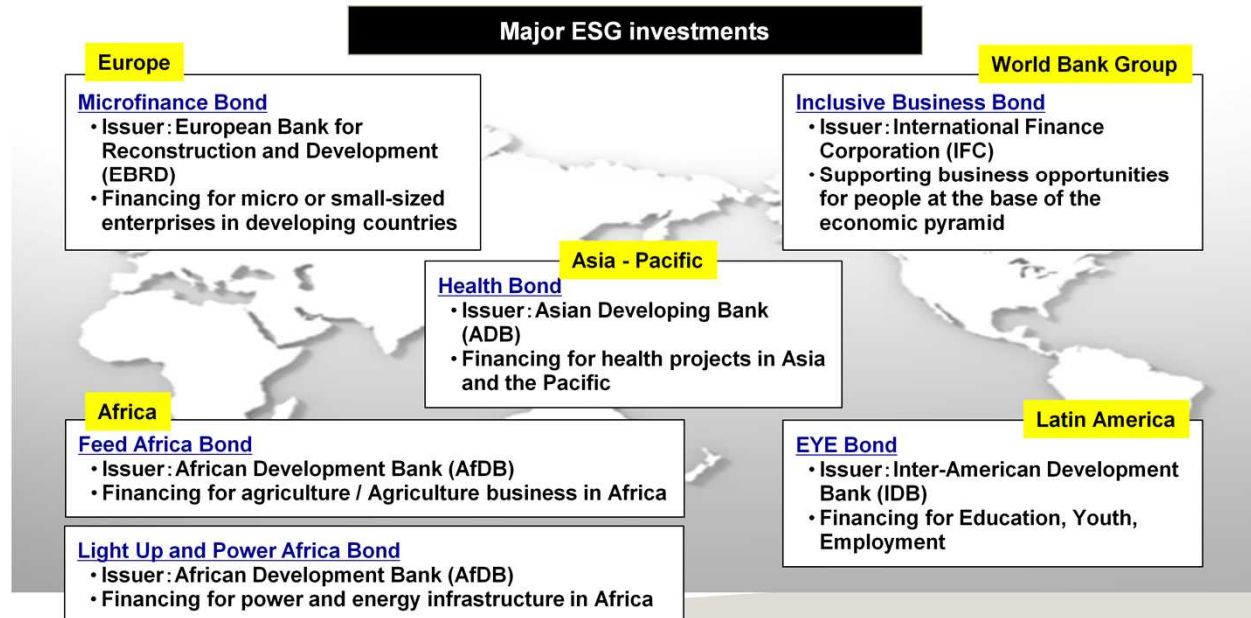 Major ESG investments
Europe
Microfinance Bond
・Issuer：European Bank for
Reconstruction and Development
(EBRD)
・Financing for micro or small-sized
enterprises in developing countries
World Bank Group
Inclusive Business Bond
・Issuer：International Finance
Corporation (IFC)
・Supporting business opportunities
for people at the base of the
economic pyramid
Asia - Pacific
Health Bond
・Issuer：Asian Developing Bank
(ADB)
・Financing for health projects in Asia
and the Pacific
Africa
Feed Africa Bond
・Issuer：African Development Bank (AfDB)
・Financing for agriculture / Agriculture business in Africa
Light Up and Power Africa Bond
・Issuer：African Development Bank (AfDB)
・Financing for power and energy infrastructure in Africa
Latin America
EYE Bond
・Issuer：Inter-American Development
Bank (IDB)
・Financing for Education, Youth,
Employment